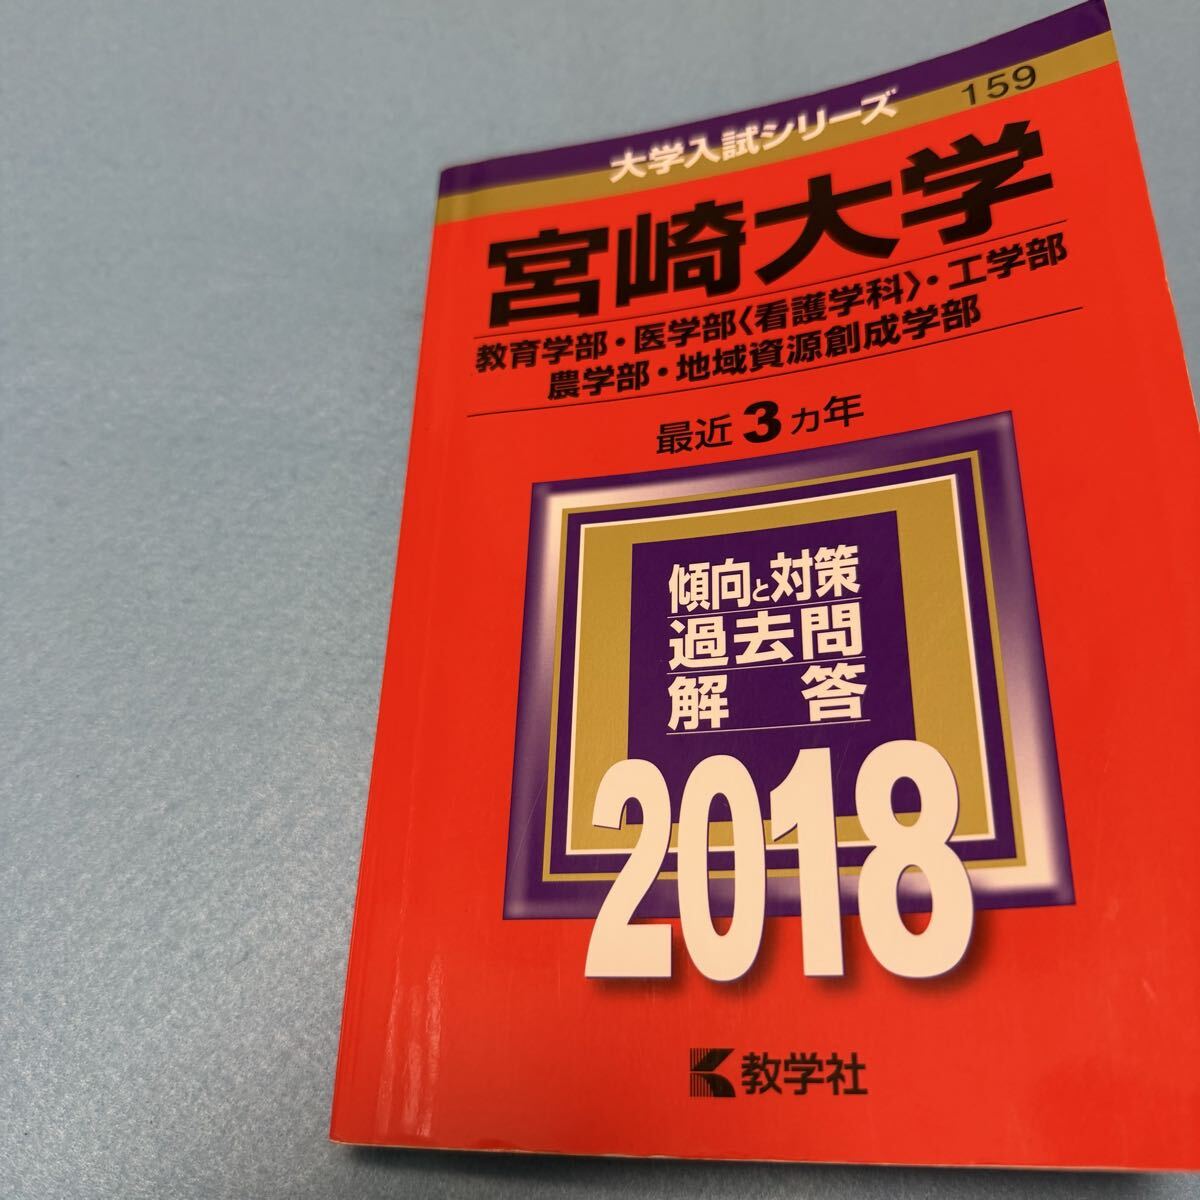 大学入試シリーズ
159
宮崎大学
教育学部・医学部〈看護学科〉・工学部
農学部・地域資源創成学部
最近3カ年
傾向と対策
過去問
解答
2018
教学社